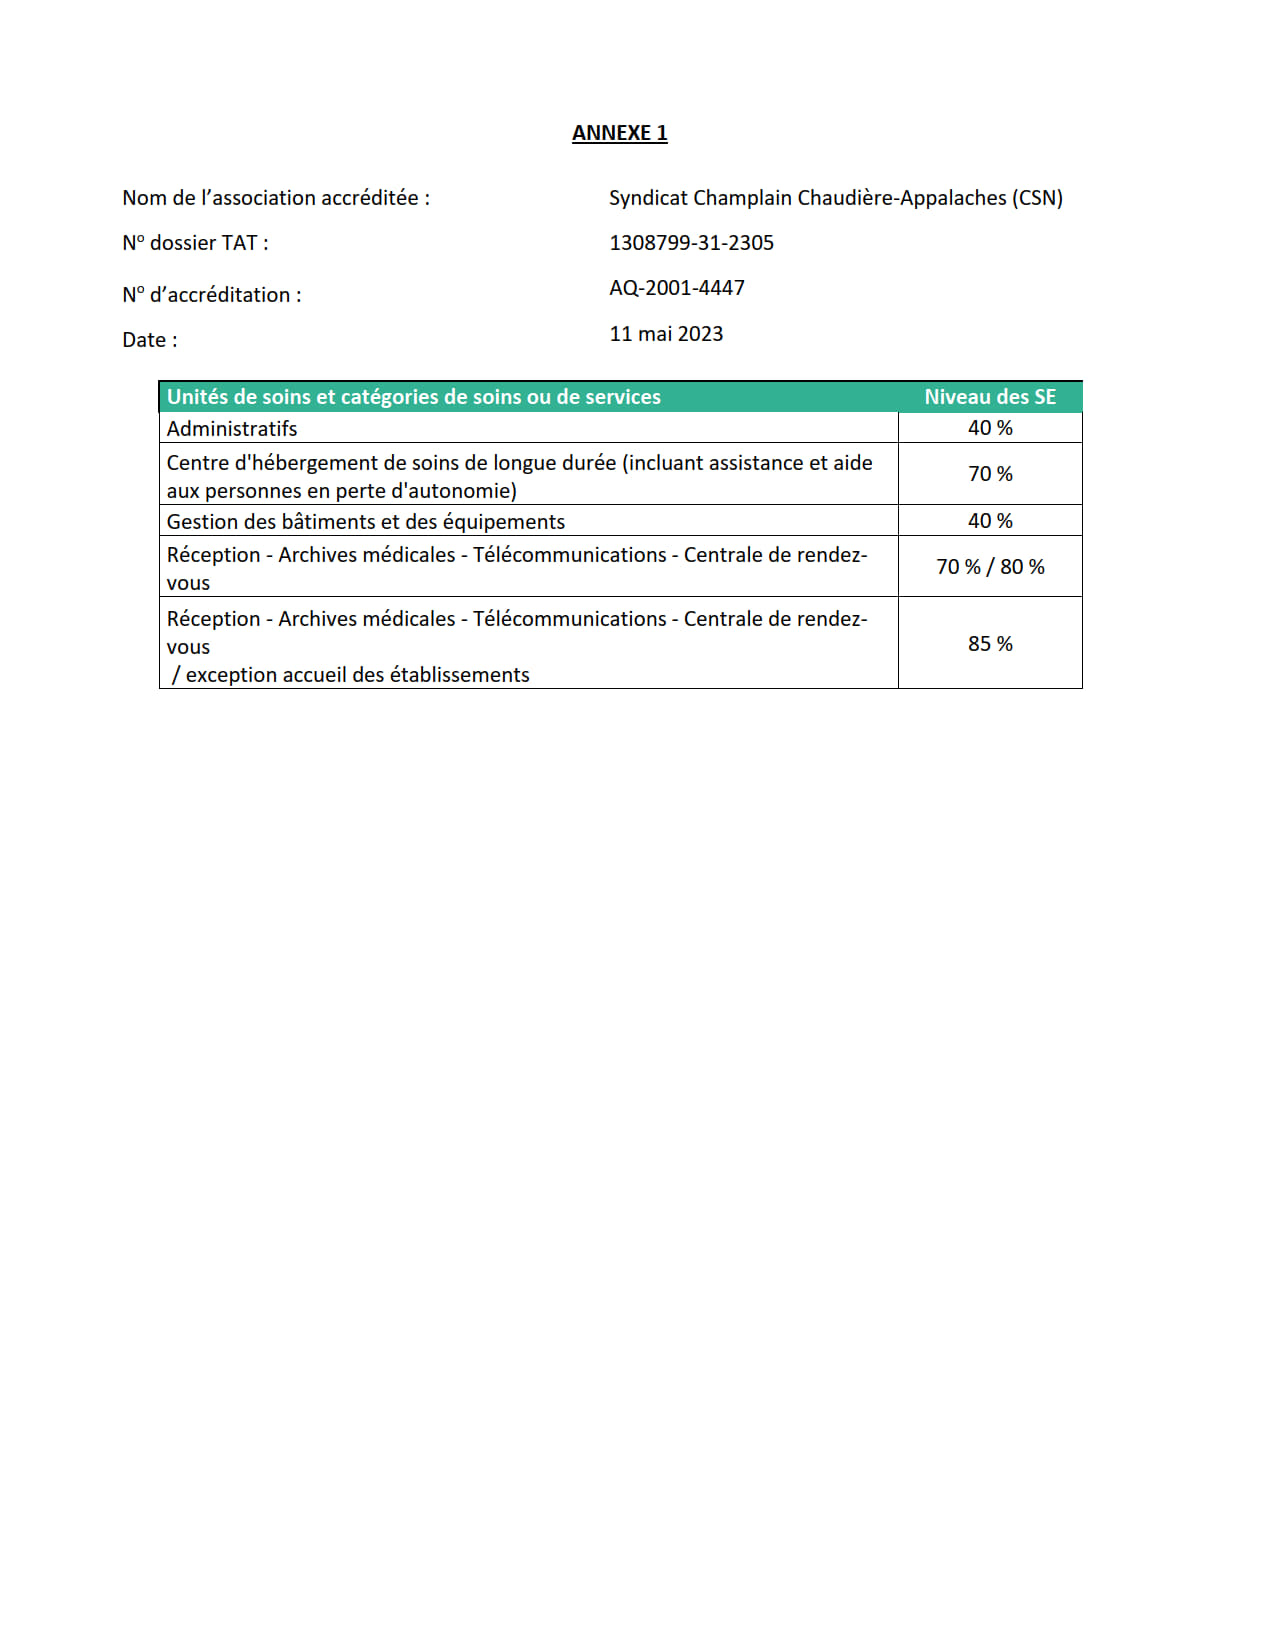 ANNEXE 1
Nom de l’association accréditée : Syndicat Champlain Chaudière-Appalaches (CSN)
Nº dossier TAT : 1308799-31-2305
Nº d’accréditation : AQ-2001-4447
Date : 11 mai 2023
Unités de soins et catégories de soins ou de services Niveau des SE
Administratifs 40 %
Centre d'hébergement de soins de longue durée (incluant assistance et aide
aux personnes en perte d'autonomie) 70 %
Gestion des bâtiments et des équipements 40 %
Réception - Archives médicales - Télécommunications - Centrale de rendez-
vous 70 % / 80 %
Réception - Archives médicales - Télécommunications - Centrale de rendez-
vous
/ exception accueil des établissements 85 %